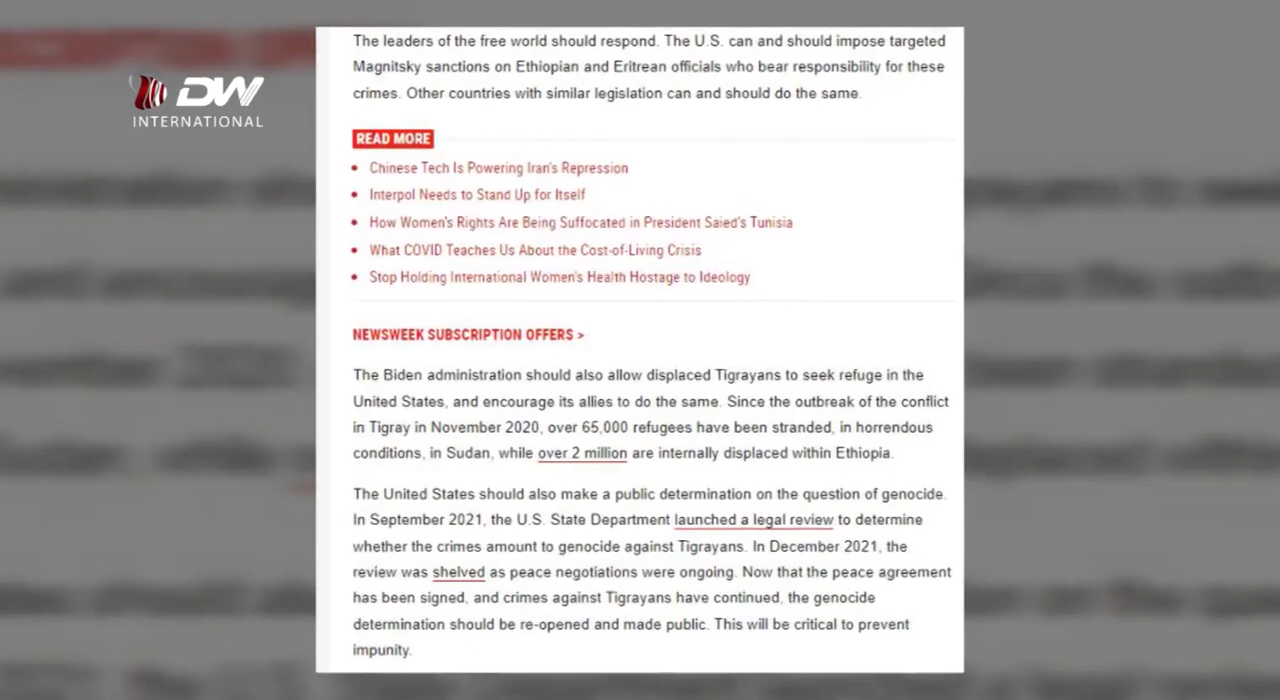 DW
INTERNATIONAL
The leaders of the free world should respond. The U.S. can and should impose targeted
Magnitsky sanctions on Ethiopian and Eritrean officials who bear responsibility for these
crimes. Other countries with similar legislation can and should do the same.
READ MORE
• Chinese Tech Is Powering Iran's Repression
• Interpol Needs to Stand Up for Itself
• How Women's Rights Are Being Suffocated in President Saied's Tunisia
• What COVID Teaches Us About the Cost-of-Living Crisis
• Stop Holding International Women's Health Hostage to Ideology
NEWSWEEK SUBSCRIPTION OFFERS >
The Biden administration should also allow displaced Tigrayans to seek refuge in the
United States, and encourage its allies to do the same. Since the outbreak of the conflict
in Tigray in November 2020, over 65,000 refugees have been stranded, in horrendous
conditions, in Sudan, while over 2 million are internally displaced within Ethiopia.
The United States should also make a public determination on the question of genocide.
In September 2021, the U.S. State Department launched a legal review to determine
whether the crimes amount to genocide against Tigrayans. In December 2021, the
review was shelved as peace negotiations were ongoing. Now that the peace agreement
has been signed, and crimes against Tigrayans have continued, the genocide
determination should be re-opened and made public. This will be critical to prevent
impunity.